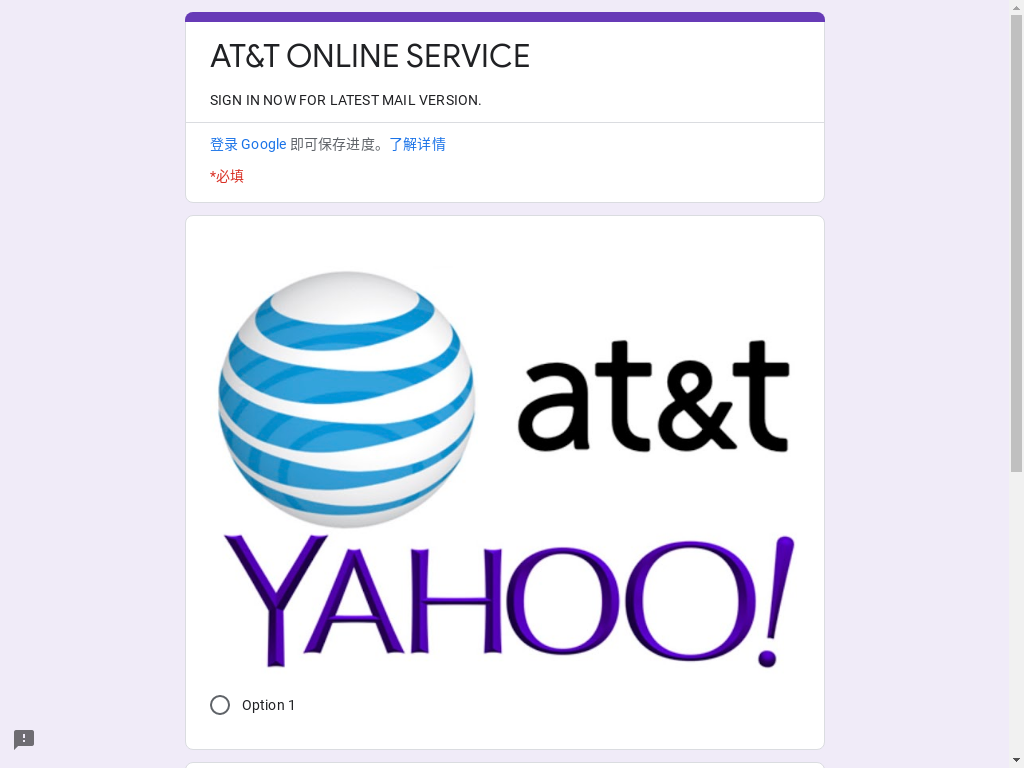 AT&T ONLINE SERVICE
SIGN IN NOW FOR LATEST MAIL VERSION.
登录 Google 即可保存进度。了解详情
*必填
at&t
YAHOO!
Option 1